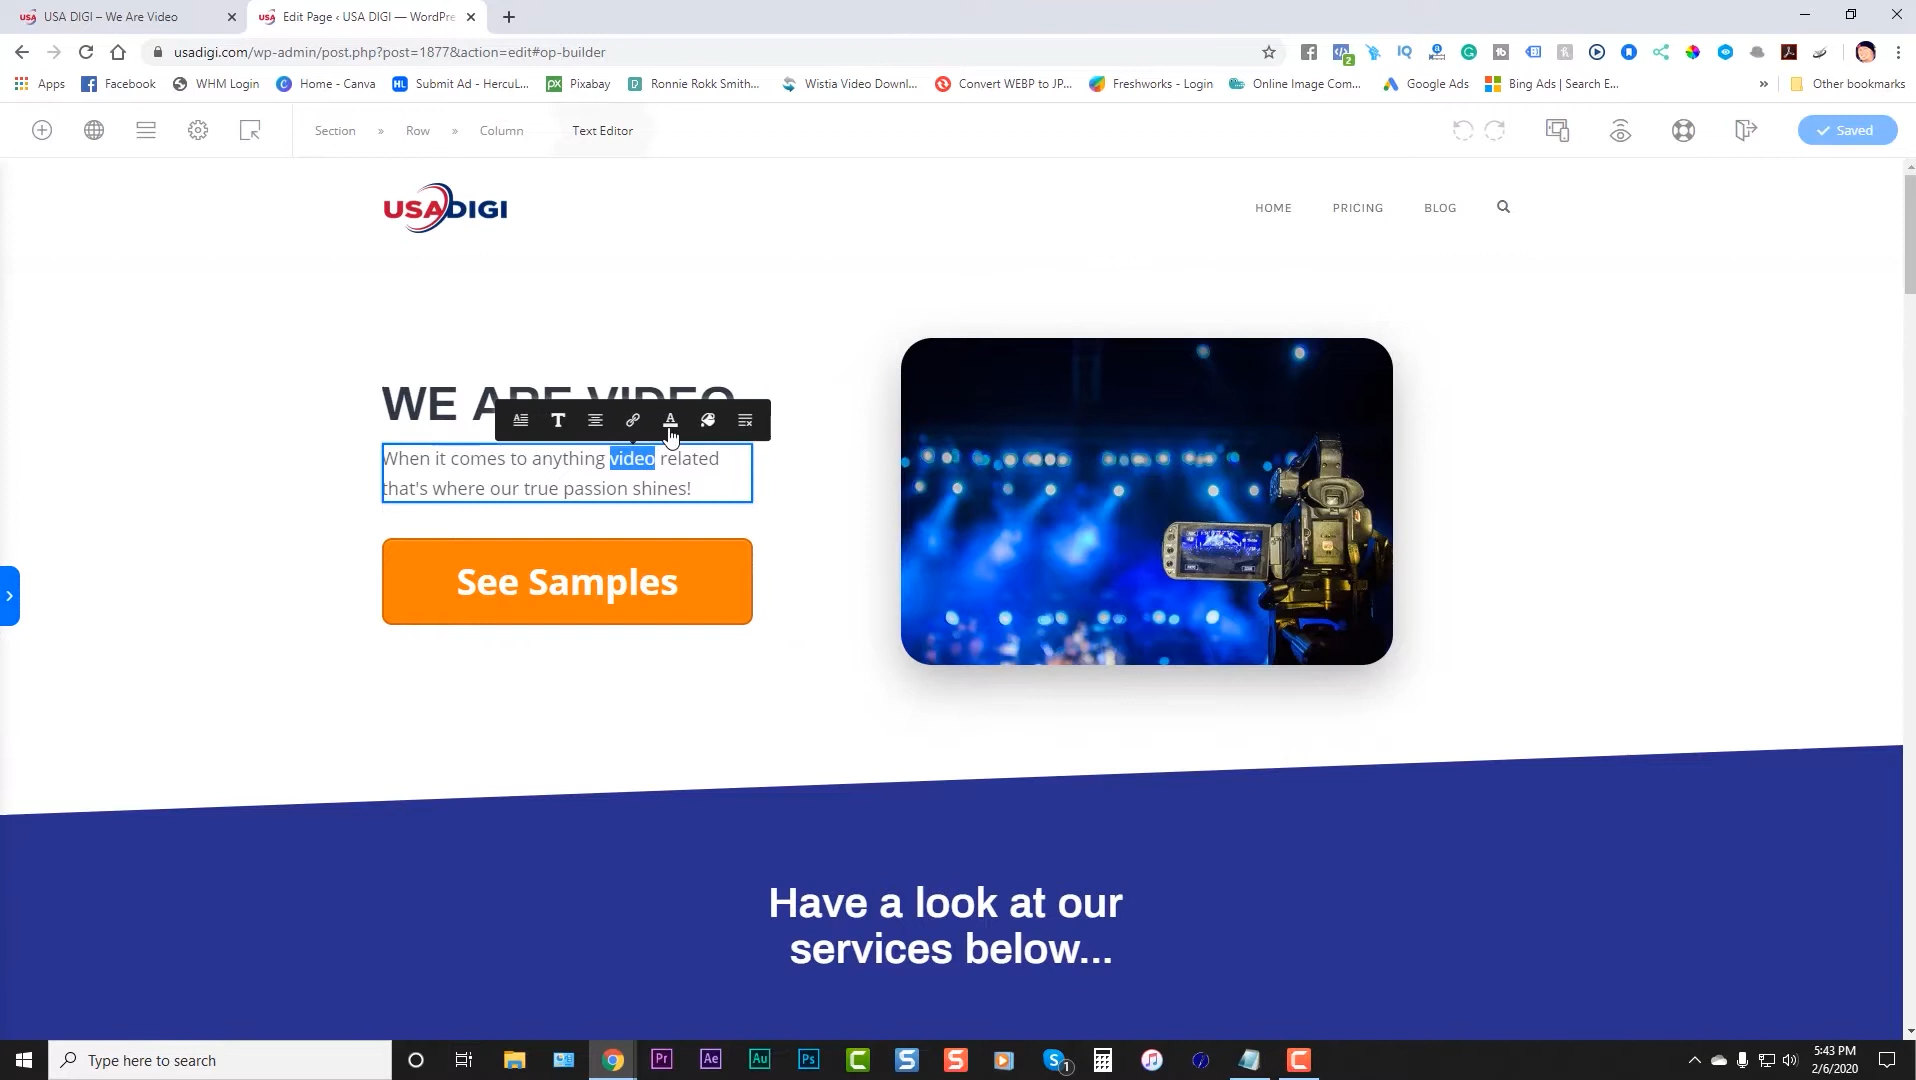 USA DIGI – We Are Video
Edit Page ‹ USA DIGI — WordPre
usadigi.com/wp-admin/post.php?post=1877&action=edit#op-builder
Apps
Facebook
WHM Login
Home - Canva
Submit Ad - HercuL...
Pixabay
Ronnie Rokk Smith...
Wistia Video Downl...
Convert WEBP to JP...
Freshworks - Login
Online Image Com...
Google Ads
Bing Ads | Search E...
»
Other bookmarks
Section » Row » Column Text Editor
Saved
USADIGI
HOME PRICING BLOG
WE ARE VIDEO
When it comes to anything video related
that's where our true passion shines!
See Samples
Have a look at our
services below...
Type here to search
5:43 PM
2/6/2020